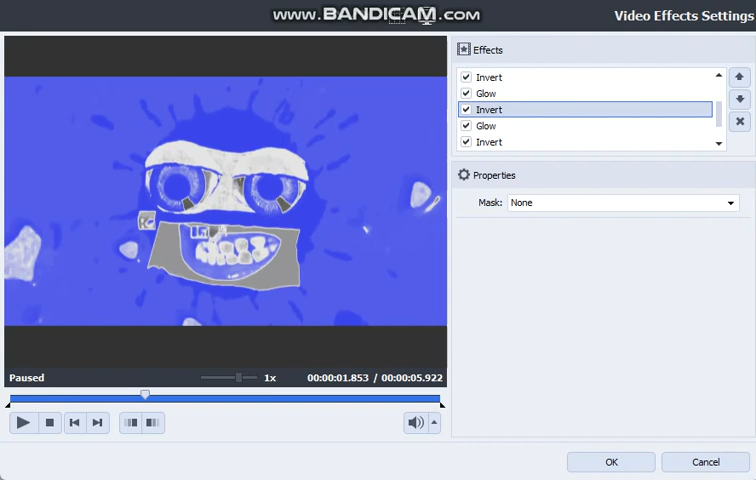 www.BANDICAM.com
Video Effects Settings
Effects
Invert
Glow
Invert
Glow
Invert
Properties
Mask: None
Paused
1x
00:00:01.853 / 00:00:05.922
OK
Cancel